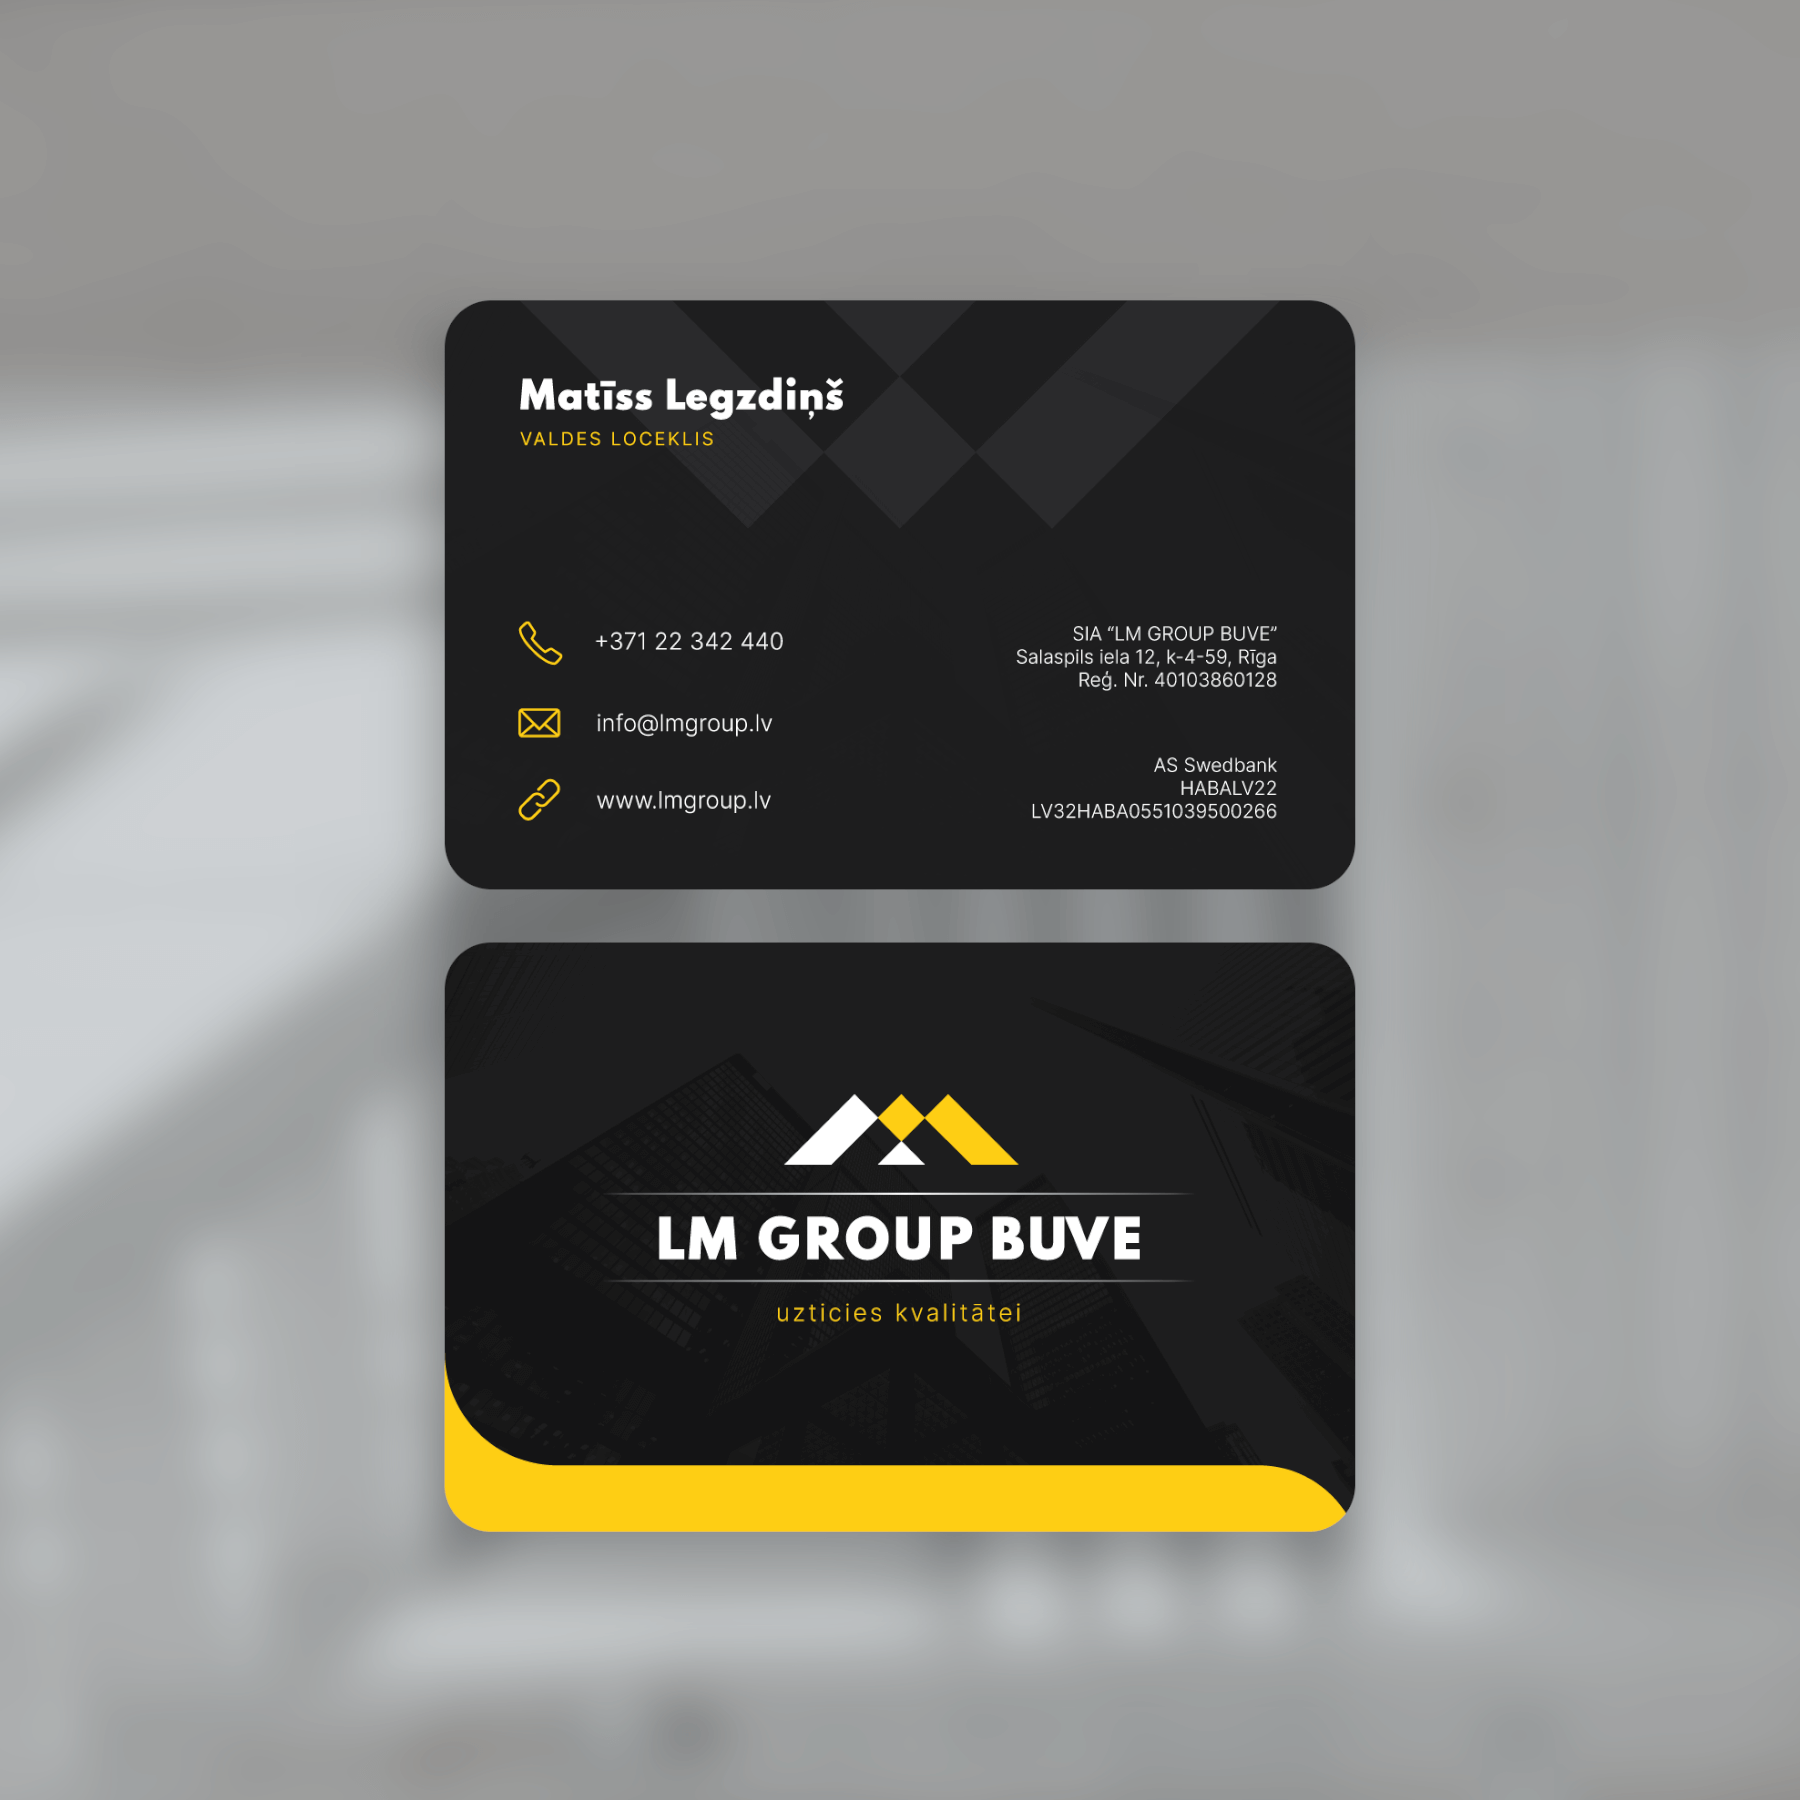 Matīss Legzdiņš
VALDES LOCEKLIS
+371 22 342 440
info@lmgroup.lv
www.lmgroup.lv
SIA “LM GROUP BUVE”
Salaspils iela 12, k-4-59, Rīga
Reģ. Nr. 40103860128
AS Swedbank
HABALV22
LV32HABA0551039500266
LM GROUP BUVE
uzticies kvalitātei